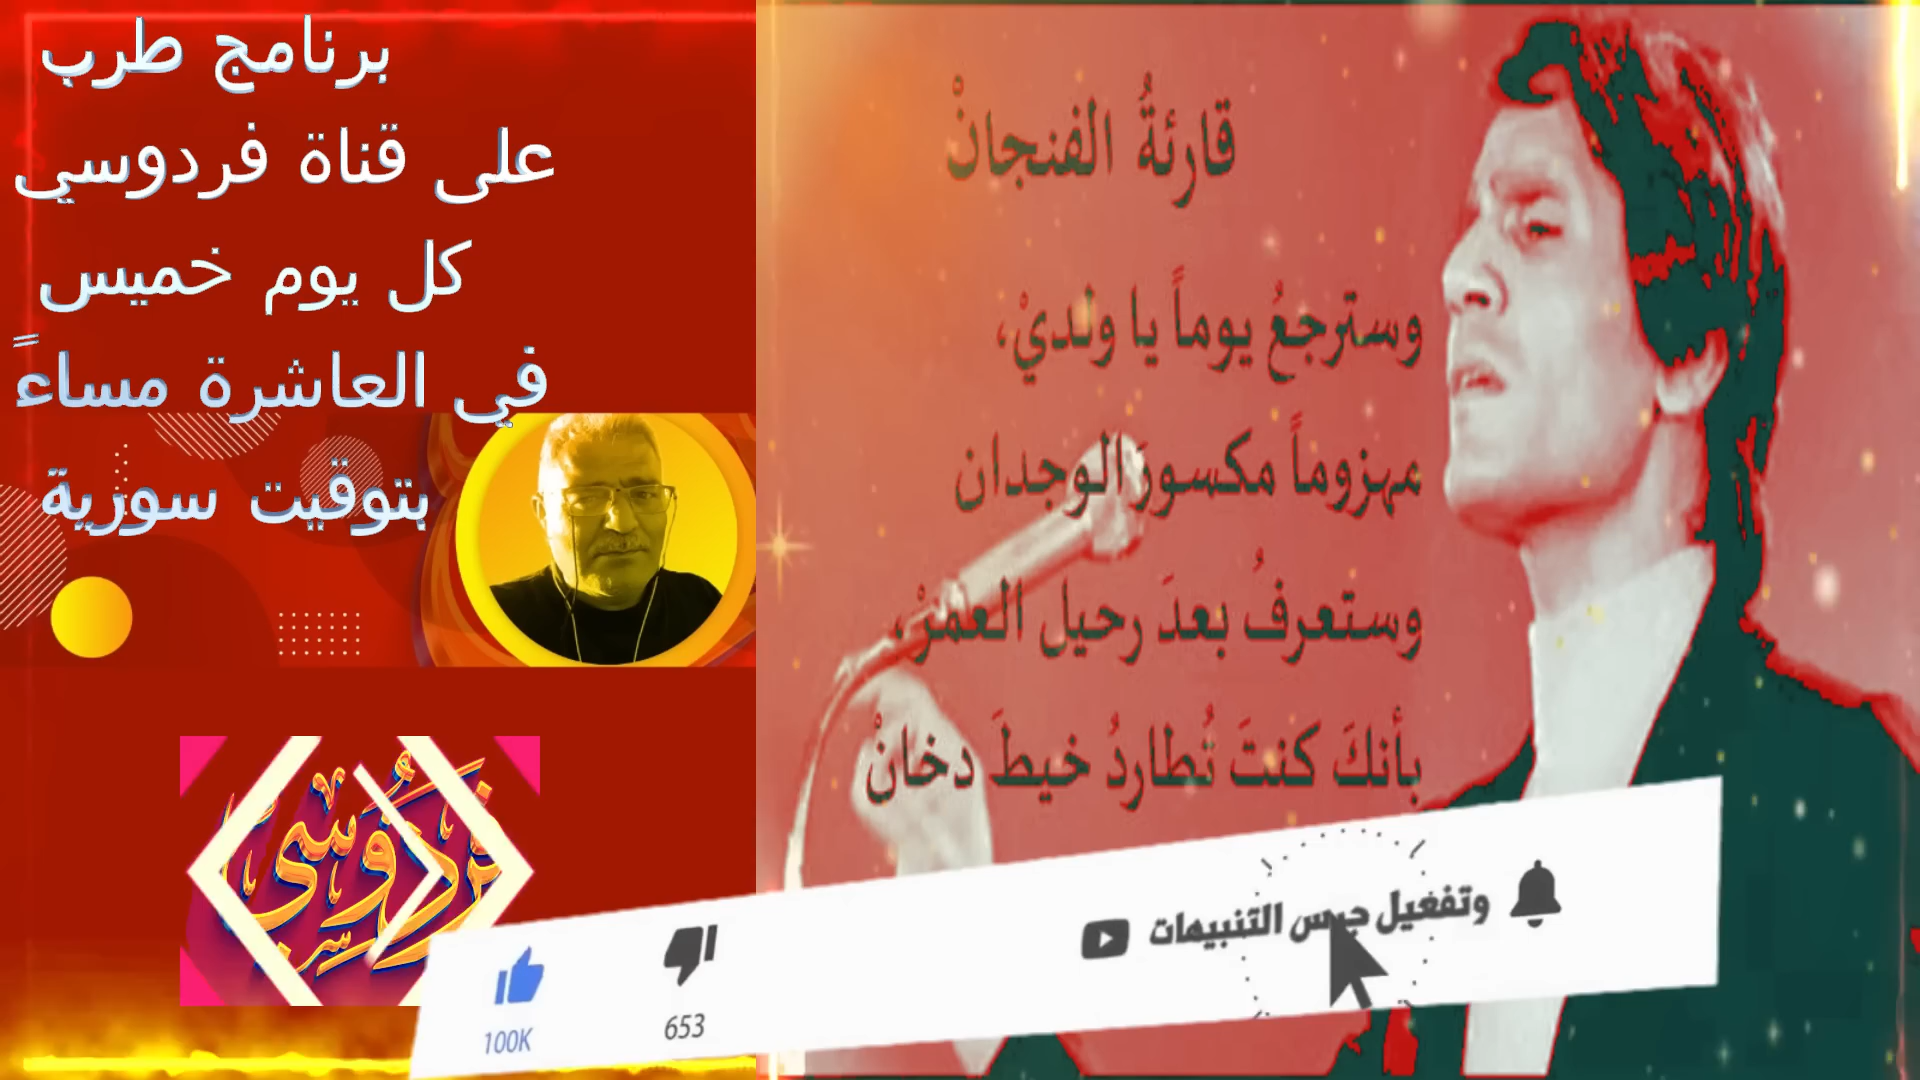 برنامج طرب
على قناة فردوسي
كل يوم خميس
في العاشرة مساءً
بتوقيت سورية
قارئةُ الفنجانْ
وسترجعُ يوماً يا ولديْ،
مهزوماً مكسورَ الوجدان
وستعرفُ بعدَ رحيل العمرْ،
بأنكَ كنتَ تُطاردُ خيطَ دخانْ
فردوسي
وتفعيل جرس التنبيهات
100K
653